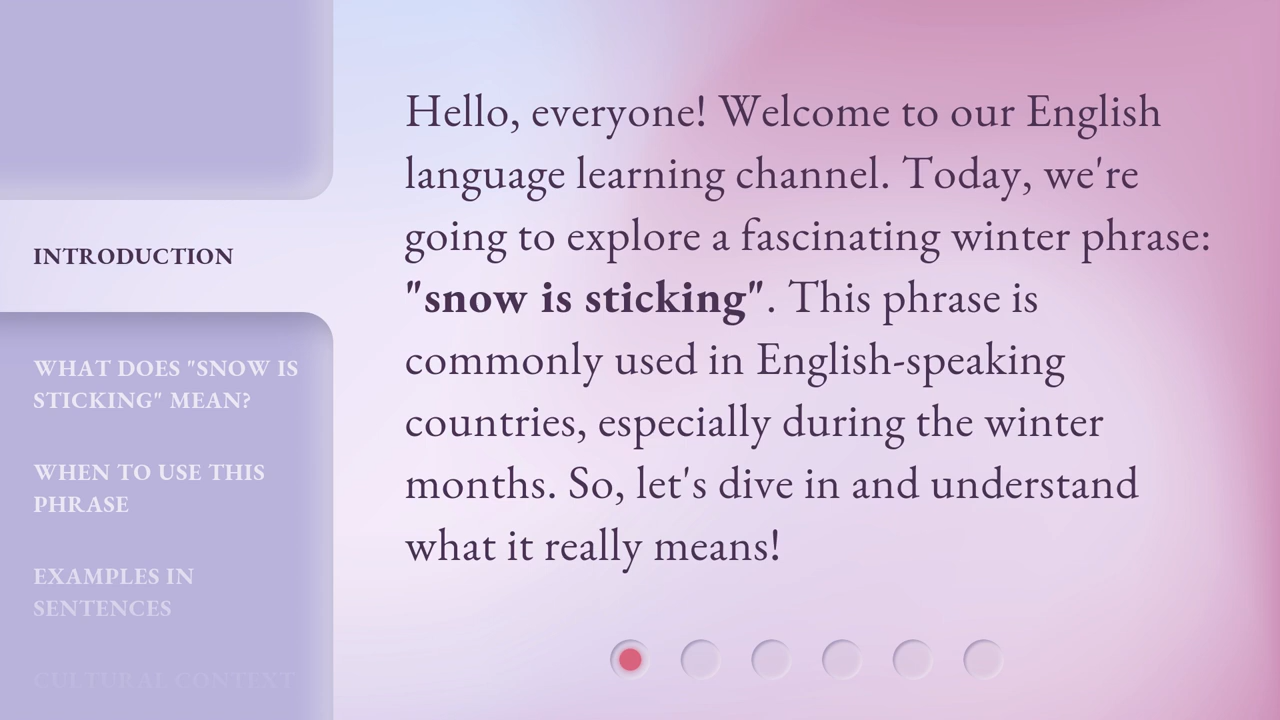 INTRODUCTION
WHAT DOES "SNOW IS
STICKING" MEAN?
WHEN TO USE THIS
PHRASE
EXAMPLES IN
SENTENCES
CULTURAL CONTEXT
Hello, everyone! Welcome to our English
language learning channel. Today, we're
going to explore a fascinating winter phrase:
"snow is sticking". This phrase is
commonly used in English-speaking
countries, especially during the winter
months. So, let's dive in and understand
what it really means!